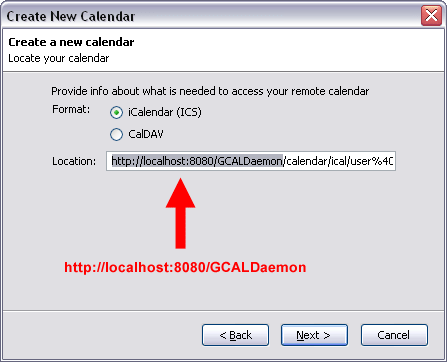 Create New Calendar
Create a new calendar
Locate your calendar
Provide info about what is needed to access your remote calendar
Format: iCalendar (ICS)
CalDAV
Location: http://localhost:8080/GCALDaemon/calendar/ical/user%40
http://localhost:8080/GCALDaemon
< Back Next > Cancel